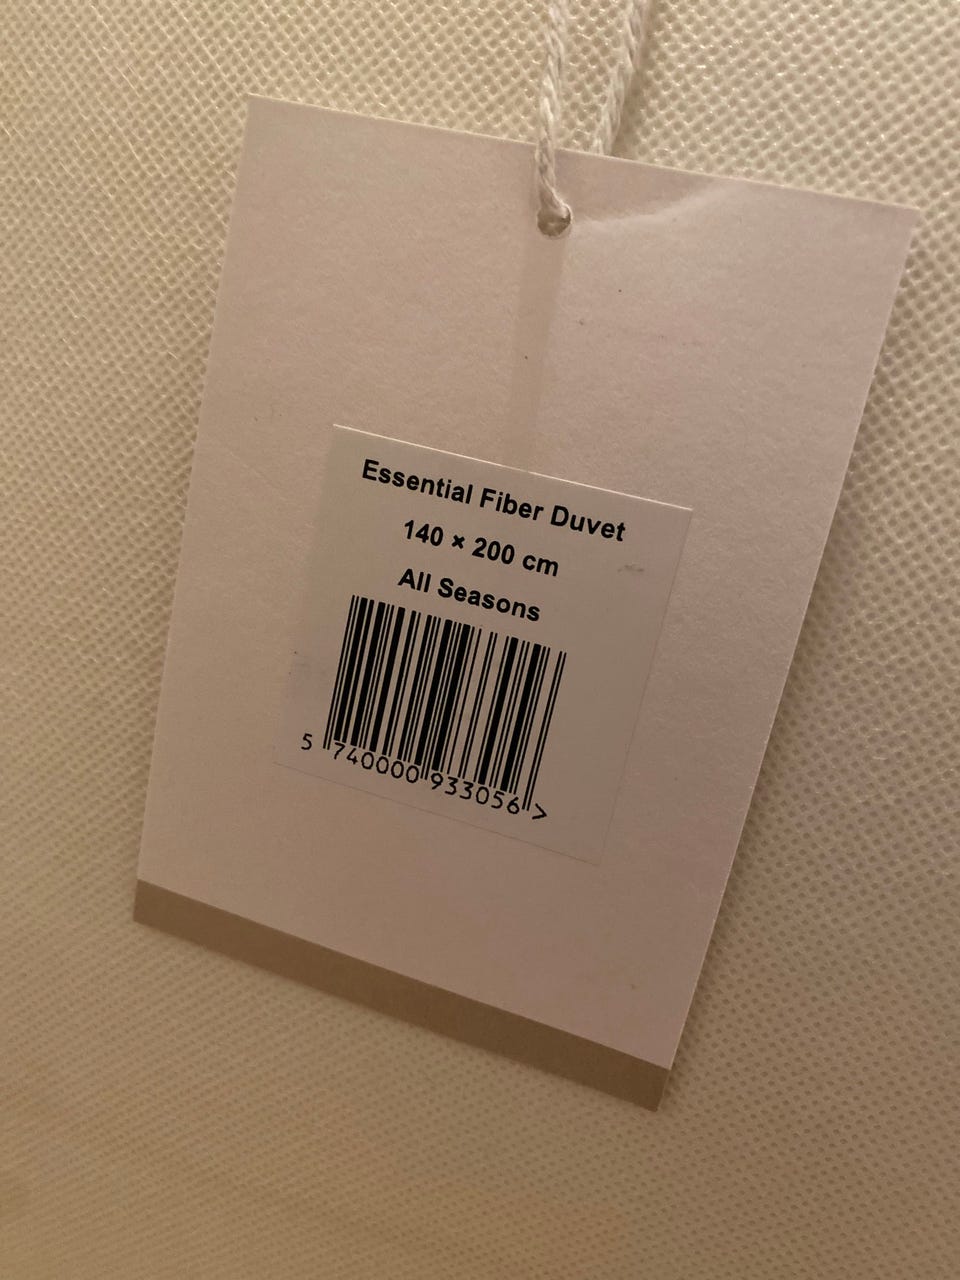 Essential Fiber Duvet
140 × 200 cm
All Seasons
5 740000 933056 >